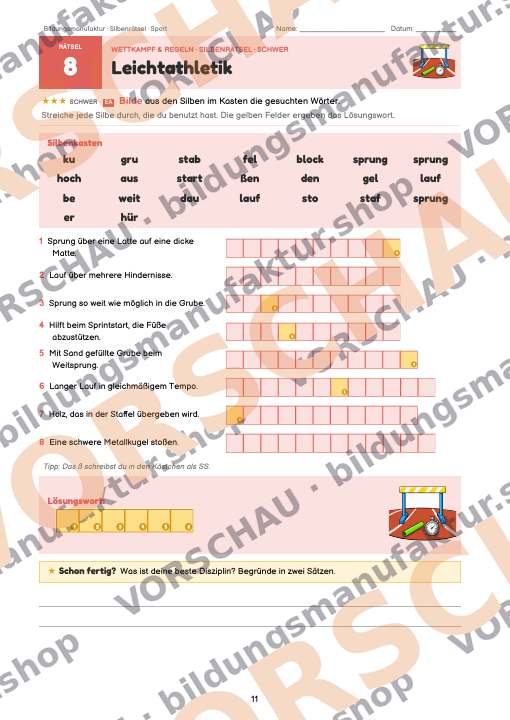 Bildungsmanufaktur · Silbenrätsel · Sport Name: Datum:
RÄTSEL
8
WETTKAMPF & REGELN · SILBENRÄTSEL · SCHWER
Leichtathletik
★★★ SCHWER EA Bilde aus den Silben im Kasten die gesuchten Wörter.
Streiche jede Silbe durch, die du benutzt hast. Die gelben Felder ergeben das Lösungswort.
Silbenkasten
ku gru stab fel block sprung sprung
hoch aus start ßen den gel lauf
be weit dau lauf sto staf sprung
er hür
1 Sprung über eine Latte auf eine dicke
Matte.
2 Lauf über mehrere Hindernisse.
3 Sprung so weit wie möglich in die Grube.
4 Hilft beim Sprintstart, die Füße
abzustützen.
5 Mit Sand gefüllte Grube beim
Weitsprung.
6 Langer Lauf in gleichmäßigem Tempo.
7 Holz, das in der Staffel übergeben wird.
8 Eine schwere Metallkugel stoßen.
Tipp: Das ß schreibst du in den Kästchen als SS.
Lösungswort:
★ Schon fertig? Was ist deine beste Disziplin? Begründe in zwei Sätzen.
11
VORSCHAU · bildungsmanufaktur.shop